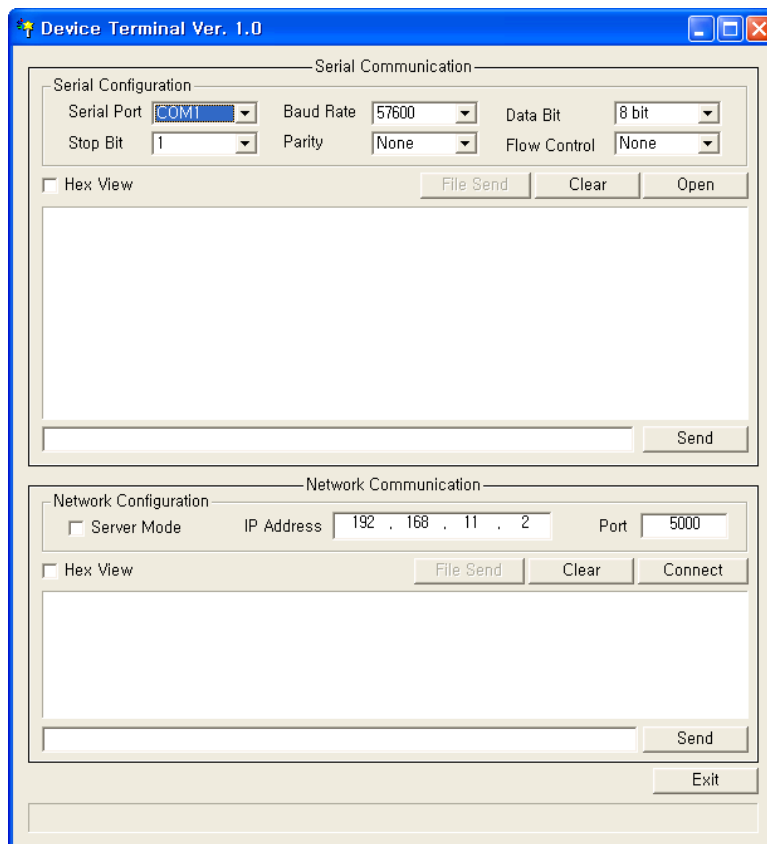 Device Terminal Ver. 1.0
Serial Communication
Serial Configuration
Serial Port COM1 Baud Rate 57600 Data Bit 8 bit
Stop Bit 1 Parity None Flow Control None
Hex View File Send Clear Open
Send
Network Communication
Network Configuration
Server Mode IP Address 192 . 168 . 11 . 2 Port 5000
Hex View File Send Clear Connect
Send
Exit